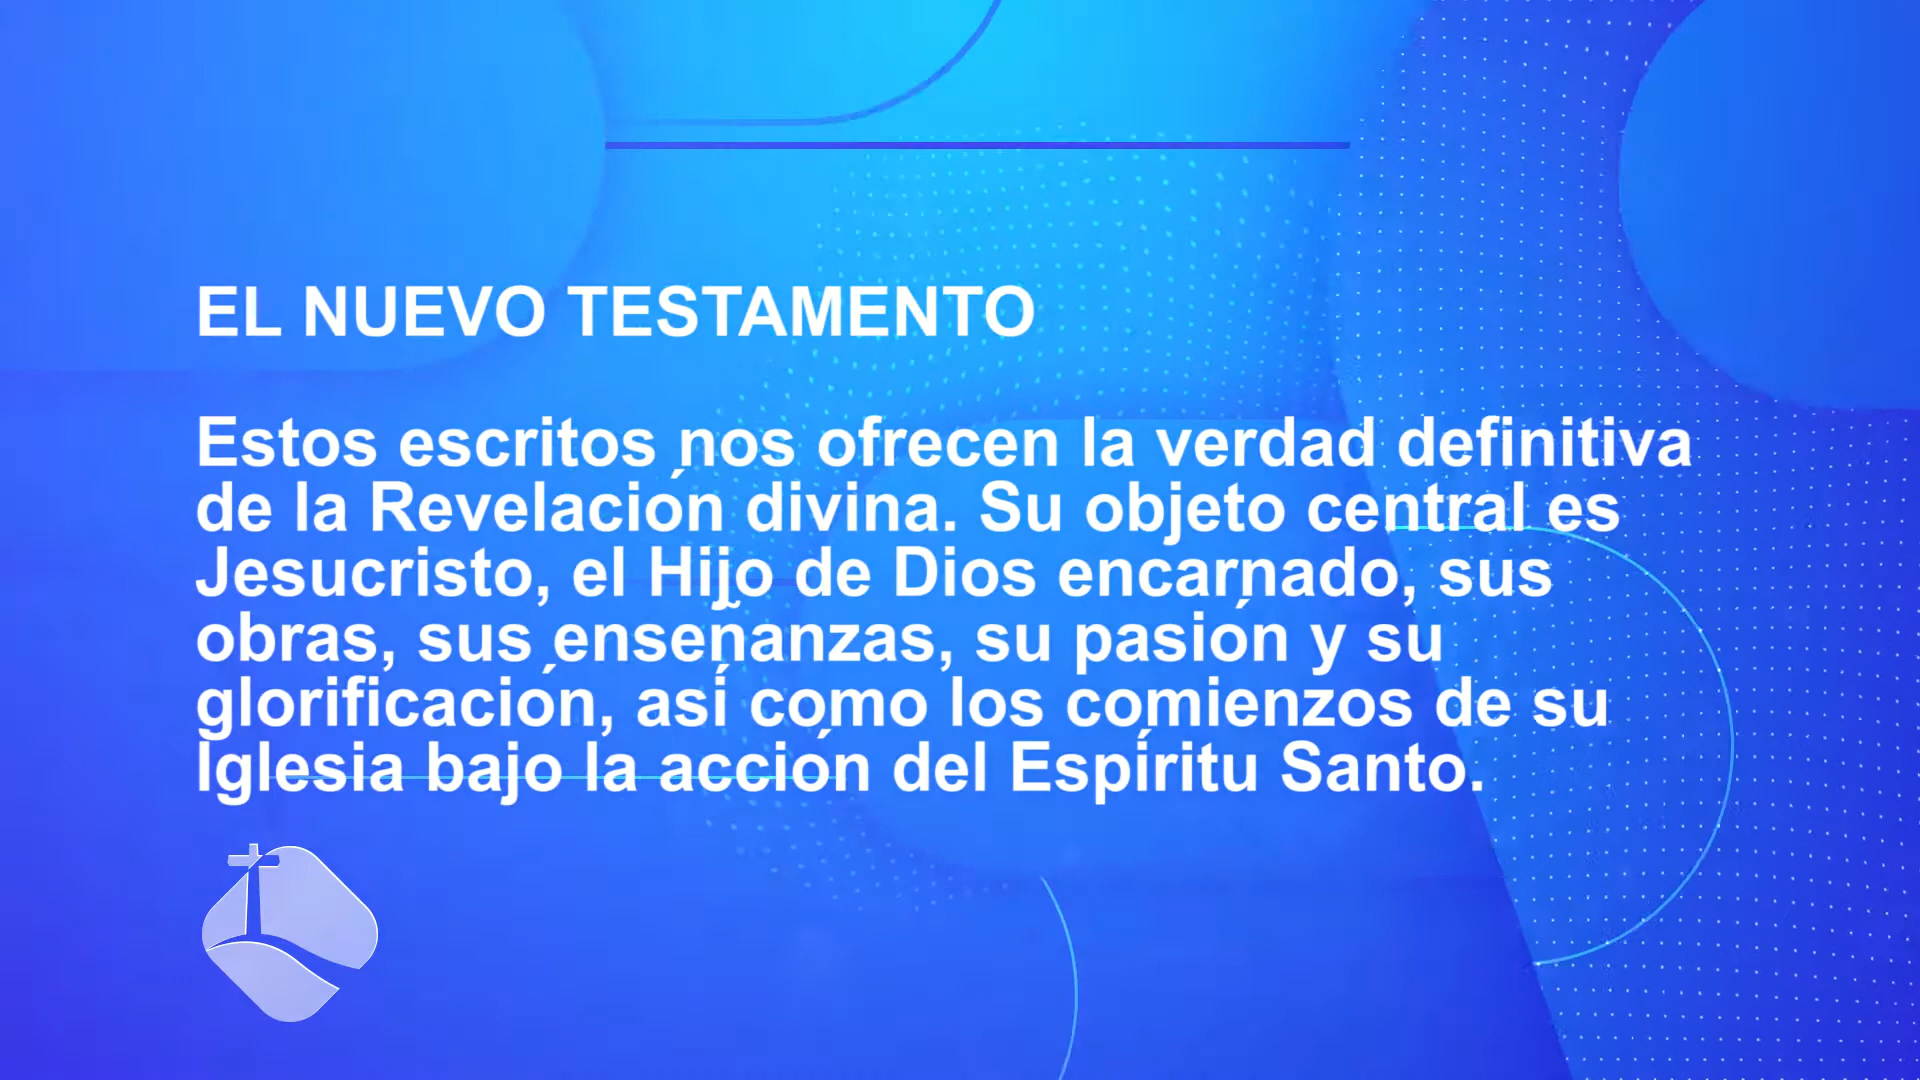 EL NUEVO TESTAMENTO
Estos escritos nos ofrecen la verdad definitiva
de la Revelación divina. Su objeto central es
Jesucristo, el Hijo de Dios encarnado, sus
obras, sus enseñanzas, su pasión y su
glorificación, así como los comienzos de su
Iglesia bajo la acción del Espíritu Santo.